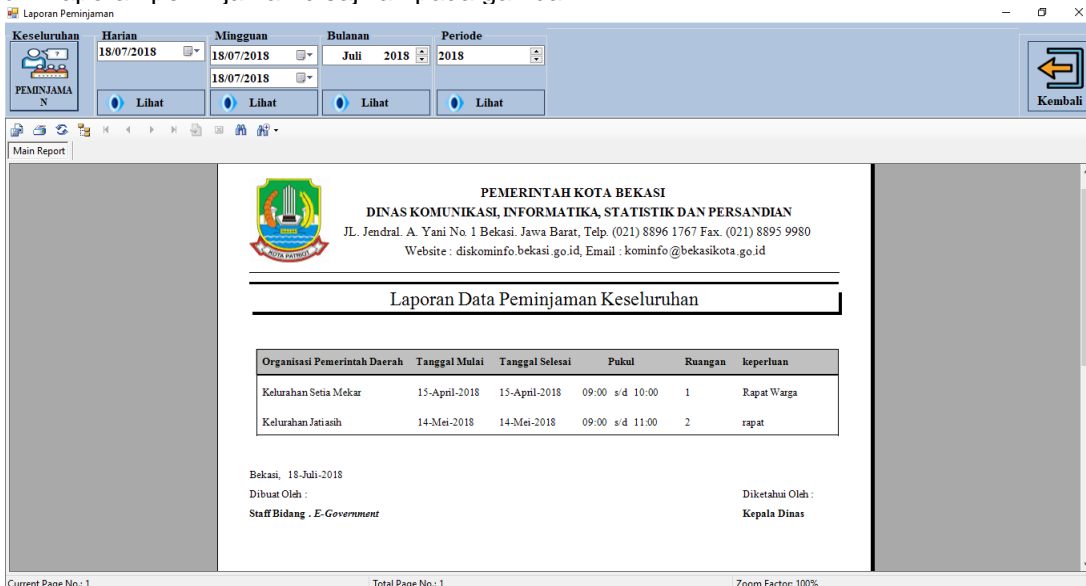 Laporan Peminjaman
Keseluruhan Harian Mingguan Bulanan Periode
18/07/2018 18/07/2018 Juli 2018 2018
18/07/2018
PEMINJAMA
N
Lihat Lihat Lihat Lihat
Kembali
Main Report
PEMERINTAH KOTA BEKASI
DINAS KOMUNIKASI, INFORMATIKA, STATISTIK DAN PERSANDIAN
JL. Jendral. A. Yani No. 1 Bekasi. Jawa Barat, Telp. (021) 8896 1767 Fax. (021) 8895 9980
Website : diskominfo.bekasi.go.id, Email : kominfo@bekasikota.go.id
KOTA PATRIOT
Laporan Data Peminjaman Keseluruhan
Organisasi Pemerintah Daerah Tanggal Mulai Tanggal Selesai Pukul Ruangan keperluan
Kelurahan Setia Mekar 15-April-2018 15-April-2018 09:00 s/d 10:00 1 Rapat Warga
Kelurahan Jatiasih 14-Mei-2018 14-Mei-2018 09:00 s/d 11:00 2 rapat
Bekasi, 18-Juli-2018
Dibuat Oleh : Diketahui Oleh :
Staff Bidang . E-Government Kepala Dinas
Current Page No.: 1 Total Page No.: 1 Zoom Factor: 100%